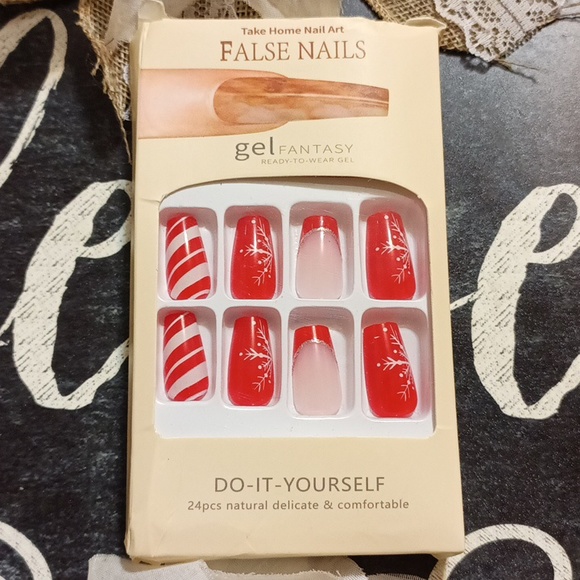 Take Home Nail Art
FALSE NAILS
gel FANTASY
READY-TO-WEAR GEL
DO-IT-YOURSELF
24pcs natural delicate & comfortable